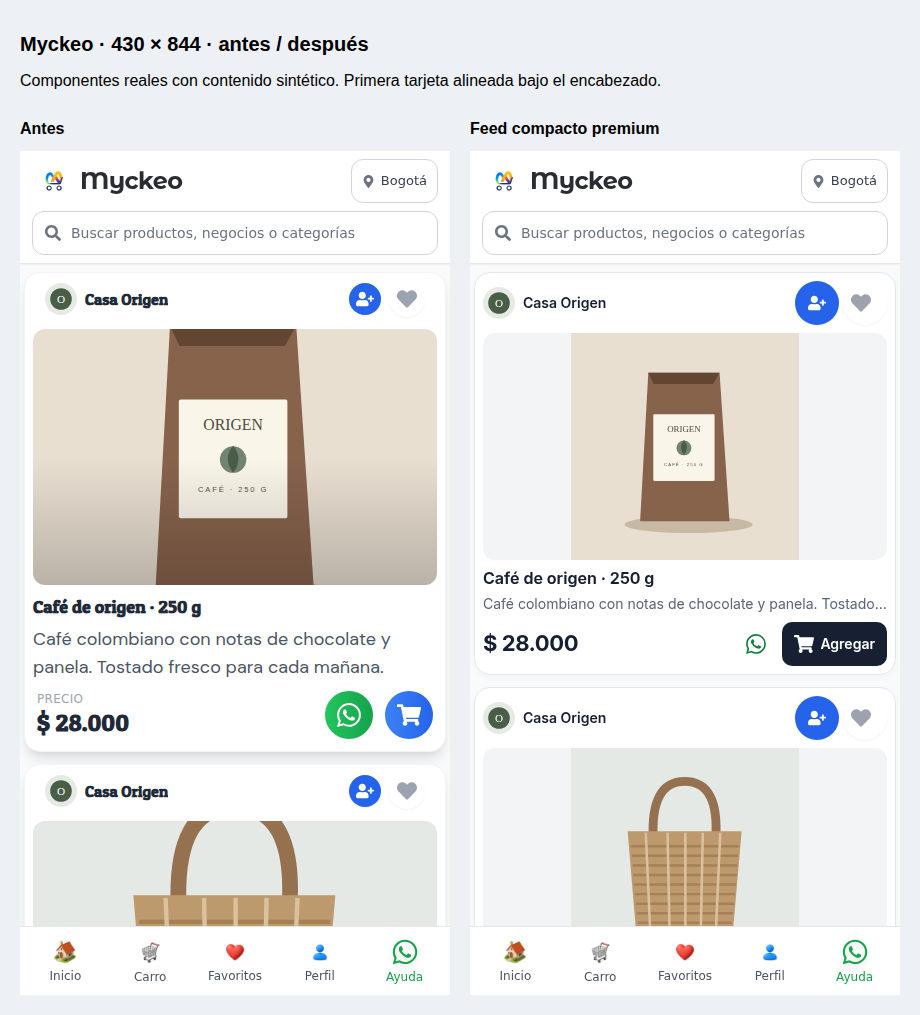 Myckeo · 430 × 844 · antes / después
Componentes reales con contenido sintético. Primera tarjeta alineada bajo el encabezado.
Antes
Myckeo
Bogotá
Buscar productos, negocios o categorías
O
Casa Origen
ORIGEN
CAFÉ · 250 G
Café de origen · 250 g
Café colombiano con notas de chocolate y
panela. Tostado fresco para cada mañana.
PRECIO
$ 28.000
O
Casa Origen
Inicio
Carro
Favoritos
Perfil
Ayuda
Feed compacto premium
Myckeo
Bogotá
Buscar productos, negocios o categorías
O
Casa Origen
ORIGEN
CAFÉ · 250 G
Café de origen · 250 g
Café colombiano con notas de chocolate y panela. Tostado...
$ 28.000
Agregar
O
Casa Origen
Inicio
Carro
Favoritos
Perfil
Ayuda